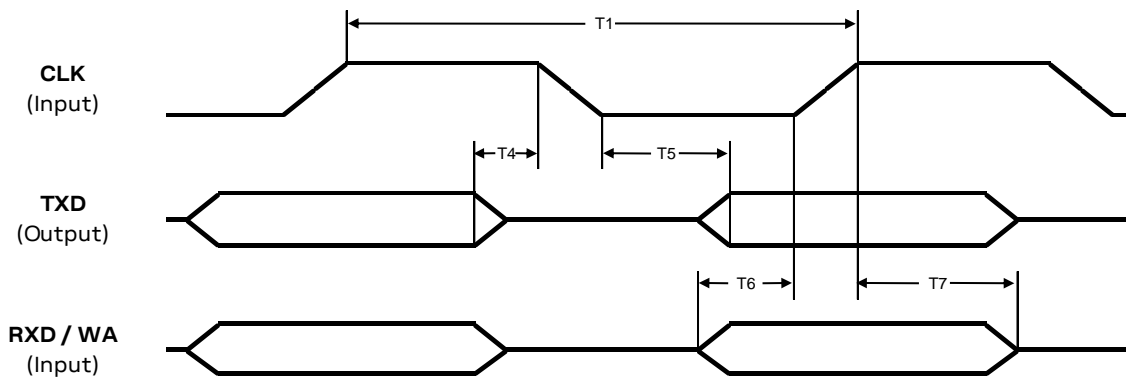 T1
CLK
(Input)
T4
T5
TXD
(Output)
T6
T7
RXD / WA
(Input)